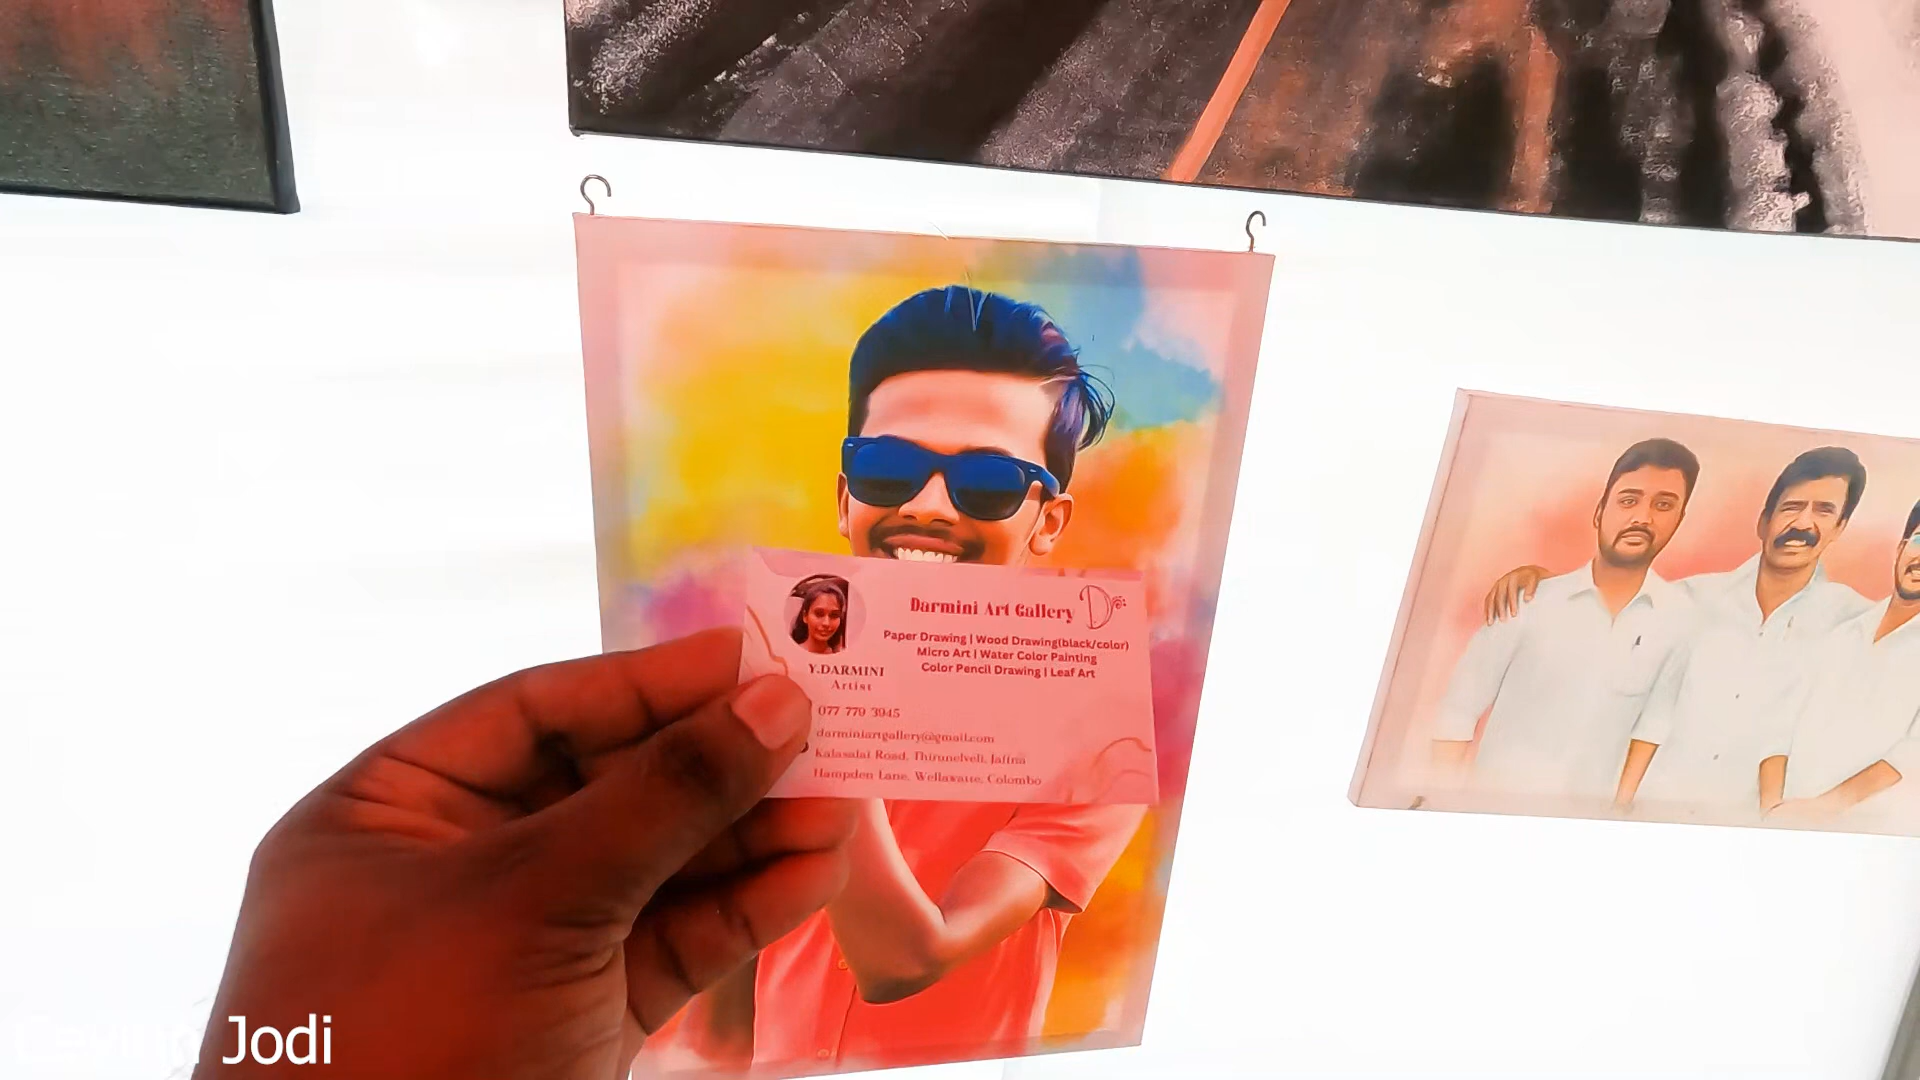 Darmini Art Gallery
Paper Drawing | Wood Drawing(black/color)
Micro Art | Water Color Painting
Color Pencil Drawing | Leaf Art
Y.DARMINI
Artist
077 779 3945
darminiartgallery@gmail.com
Kalasalai Road, Thirunelveli, Jaffna
Hampden Lane, Wellawatte, Colombo
Jodi